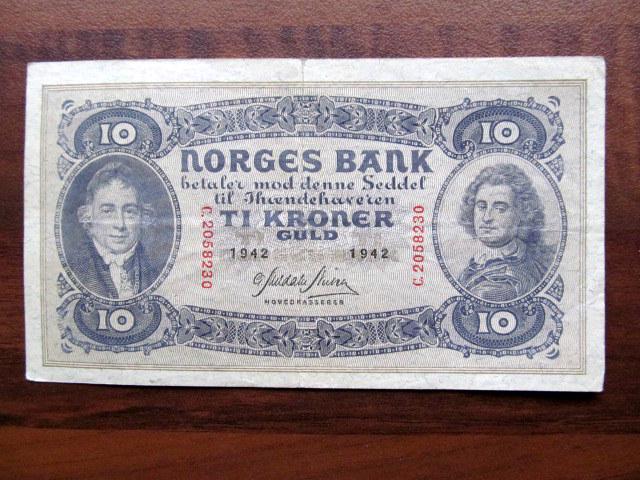 10 10
NORGES BANK
betaler mod denne Seddel
til Ihændehaveren
TI KRONER
GULD
1942 1942
C.2058230 C.2058230
HOVEDKASSERER
10 10